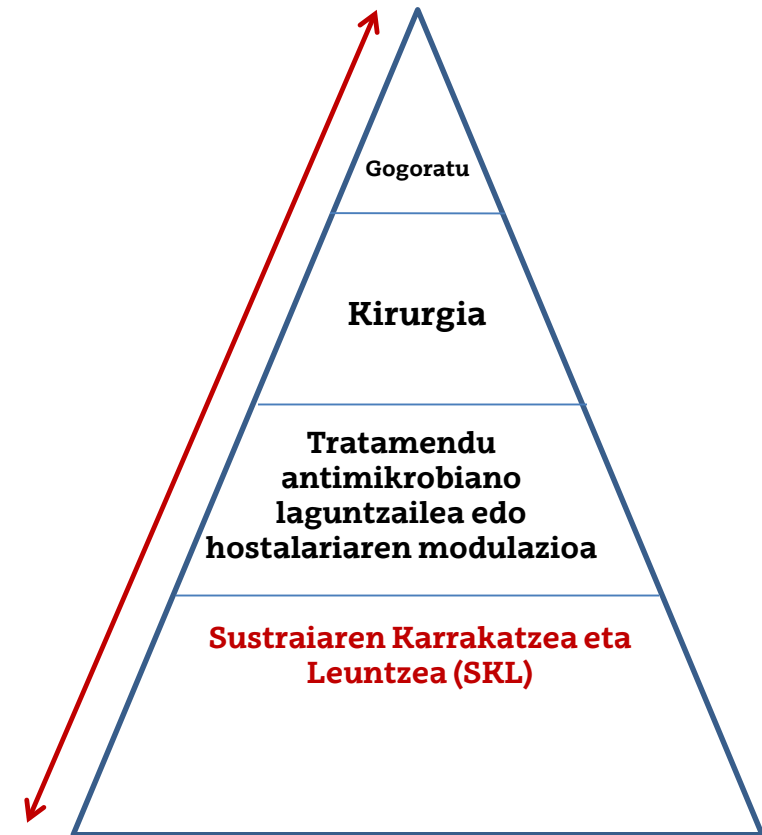 Gogoratu
Kirurgia
Tratamendu
antimikrobiano
laguntzailea edo
hostalariaren modulazioa
Sustraiaren Karrakatzea eta
Leuntzea (SKL)